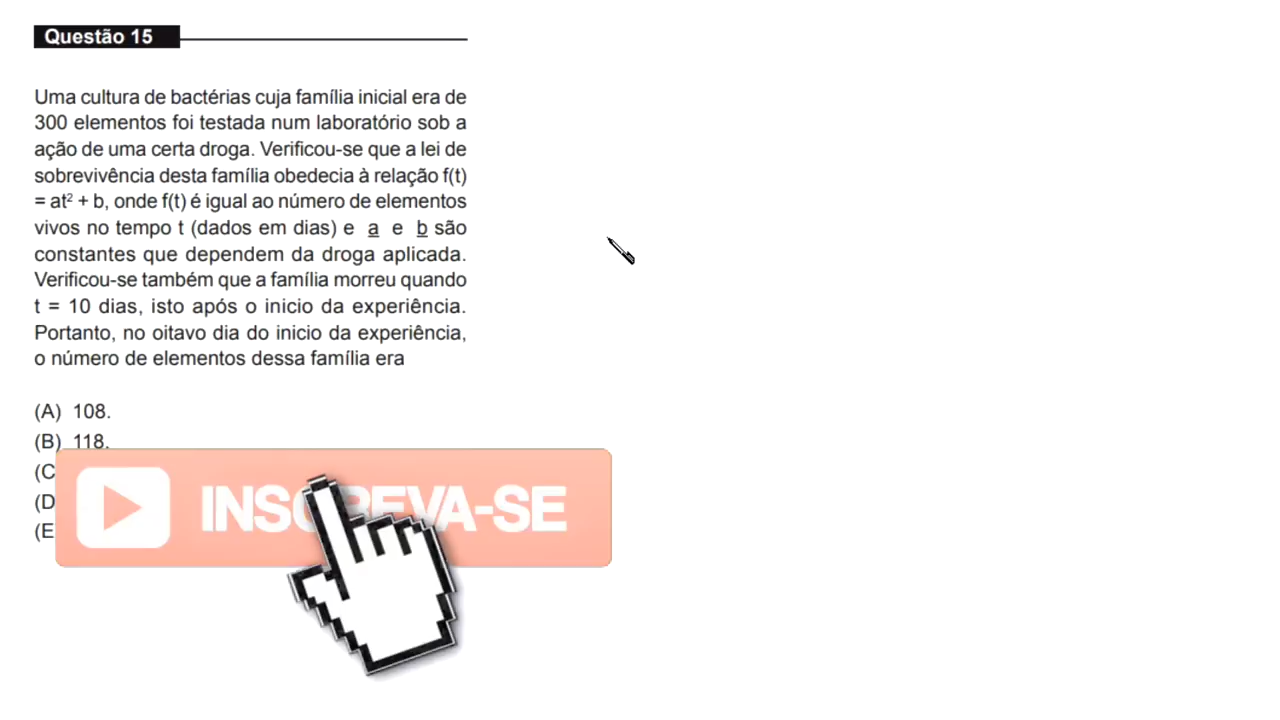 Questão 15
Uma cultura de bactérias cuja família inicial era de
300 elementos foi testada num laboratório sob a
ação de uma certa droga. Verificou-se que a lei de
sobrevivência desta família obedecia à relação f(t)
= at² + b, onde f(t) é igual ao número de elementos
vivos no tempo t (dados em dias) e a e b são
constantes que dependem da droga aplicada.
Verificou-se também que a família morreu quando
t = 10 dias, isto após o inicio da experiência.
Portanto, no oitavo dia do inicio da experiência,
o número de elementos dessa família era
(A) 108.
(B) 118.
(C
(D
(E
INSCREVA-SE